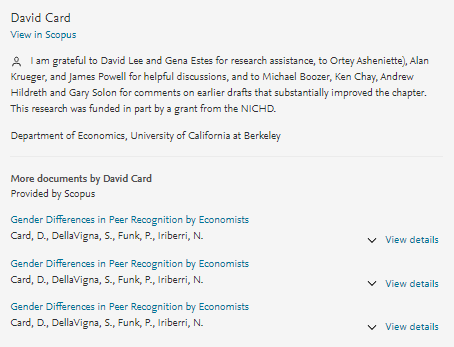 David Card
View in Scopus
I am grateful to David Lee and Gena Estes for research assistance, to Ortey Asheniette), Alan
Krueger, and James Powell for helpful discussions, and to Michael Boozer, Ken Chay, Andrew
Hildreth and Gary Solon for comments on earlier drafts that substantially improved the chapter.
This research was funded in part by a grant from the NICHD.
Department of Economics, University of California at Berkeley
More documents by David Card
Provided by Scopus
Gender Differences in Peer Recognition by Economists
Card, D., DellaVigna, S., Funk, P., Iriberri, N.
View details
Gender Differences in Peer Recognition by Economists
Card, D., DellaVigna, S., Funk, P., Iriberri, N.
View details
Gender Differences in Peer Recognition by Economists
Card, D., DellaVigna, S., Funk, P., Iriberri, N.
View details